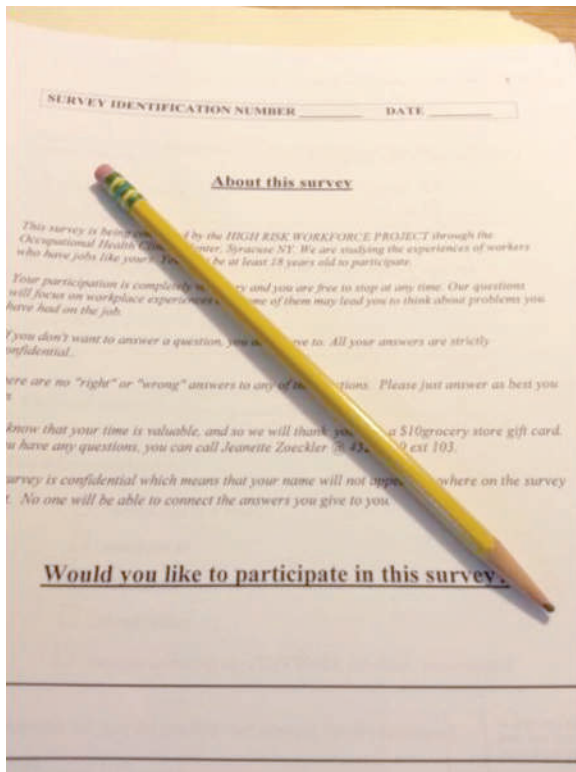 SURVEY IDENTIFICATION NUMBER ________ DATE ________
About this survey
This survey is being by the HIGH RISK WORKFORCE PROJECT through the
Occupational Health Center, Syracuse NY. We are studying the experiences of workers
who have jobs like yours. be at least 18 years old to participate.
Your participation is completely and you are free to stop at any time. Our questions
will focus on workplace experiences me of them may lead you to think about problems you
have had on the job.
f you don't want to answer a question, you to. All your answers are strictly
onfidential.
ere are no "right" or "wrong" answers to any of tions. Please just answer as best you
know that your time is valuable, and so we will thank a $10grocery store gift card.
u have any questions, you can call Jeanette Zoeckler @ ext 103.
urvey is confidential which means that your name will not where on the survey
t. No one will be able to connect the answers you give to you.
Would you like to participate in this survey?